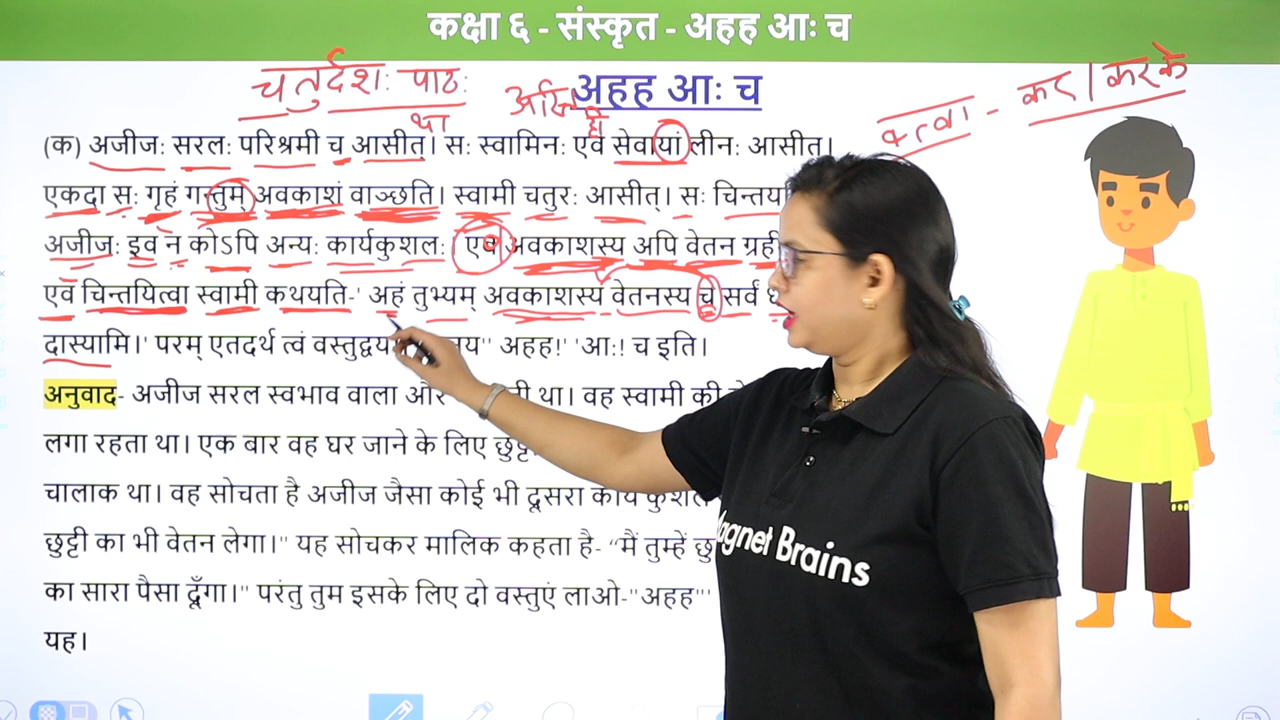 कक्षा ६ - संस्कृत - अहह आः च
चतुर्दशः पाठः
अहह आः च
क्त्वा - कर / करके
था
ही
(क) अजीजः सरलः परिश्रमी च आसीत्। सः स्वामिनः एव सेवायां लीनः आसीत्।
एकदा सः गृहं गन्तुम् अवकाशं वाञ्छति। स्वामी चतुरः आसीत्। सः चिन्तय
अजीजः इव न कोऽपि अन्यः कार्यकुशलः। एव अवकाशस्य अपि वेतन ग्रही
एवं चिन्तयित्वा स्वामी कथयति-' अहं तुभ्यम् अवकाशस्य वेतनस्य च सर्वं
दास्यामि।' परम् एतदर्थ त्वं वस्तुद्वय अहह!' 'आः! च इति।
अनुवाद- अजीज सरल स्वभाव वाला और था। वह स्वामी की
लगा रहता था। एक बार वह घर जाने के लिए छुट्ट
चालाक था। वह सोचता है अजीज जैसा कोई भी दूसरा कार्य कुशल
छुट्टी का भी वेतन लेगा।" यह सोचकर मालिक कहता है- "मैं तुम्हें छु
का सारा पैसा दूँगा।" परंतु तुम इसके लिए दो वस्तुएं लाओ-"अहह"'
यह।
Magnet Brains